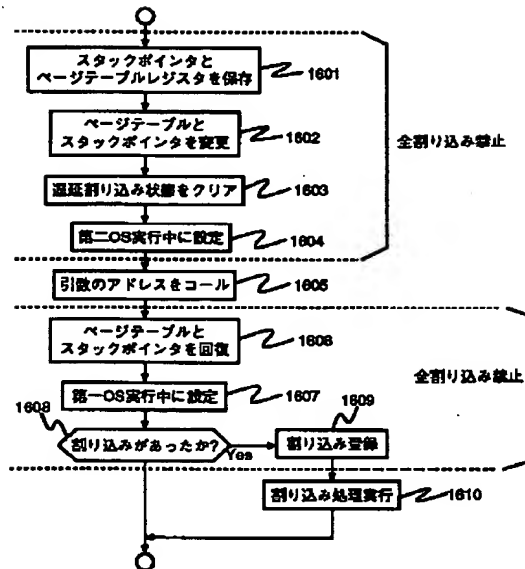 スタックポインタと
ページテーブルレジスタを保存
1601
ページテーブルと
スタックポインタを変更
1602
全割り込み禁止
遅延割り込み状態をクリア
1603
第二OS実行中に設定
1604
引数のアドレスをコール
1605
ページテーブルと
スタックポインタを回復
1606
全割り込み禁止
第一OS実行中に設定
1607
1608
割り込みがあったか?
Yes
1609
割り込み登録
割り込み処理実行
1610